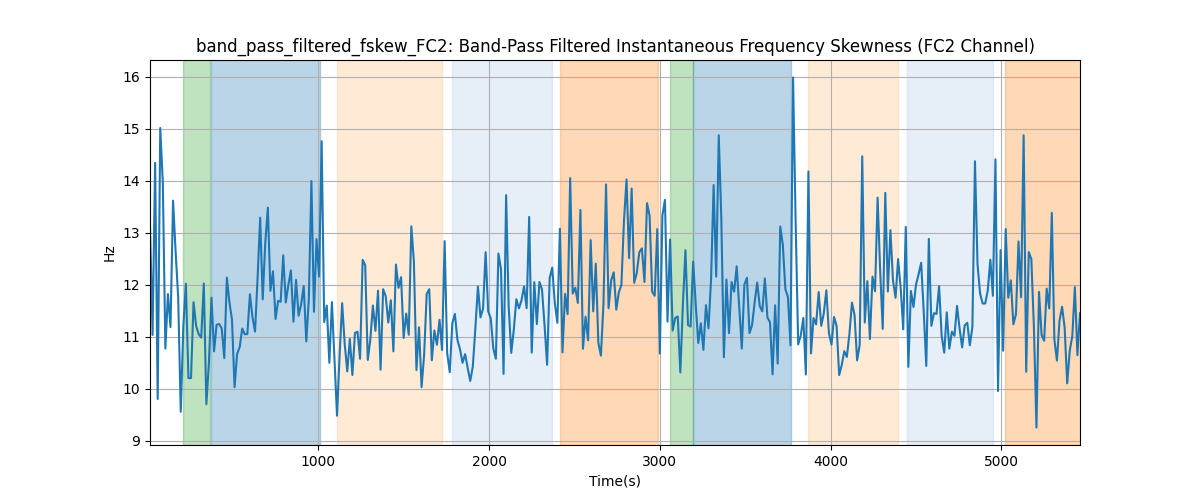 band_pass_filtered_fskew_FC2: Band-Pass Filtered Instantaneous Frequency Skewness (FC2 Channel)
16
15
14
13
12
11
10
9
Hz
1000 2000 3000 4000 5000
Time(s)